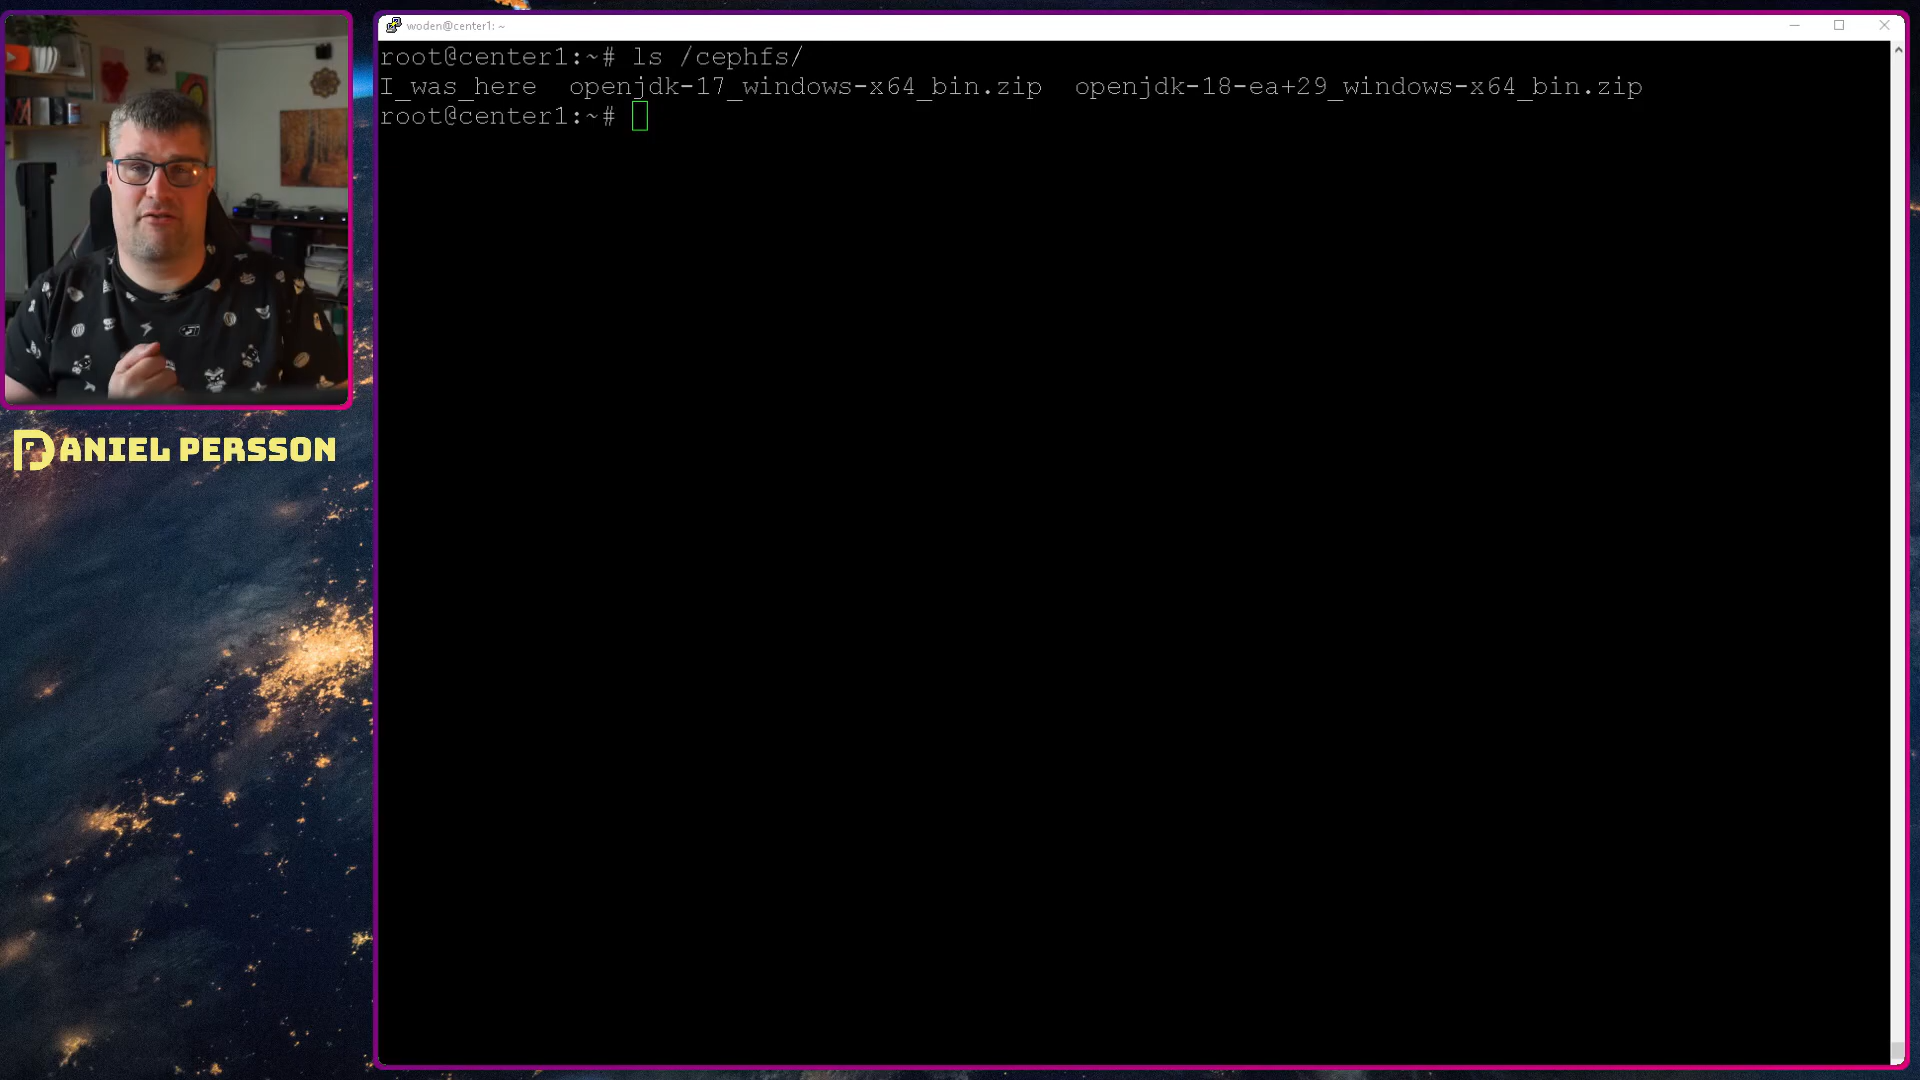 woden@center1: ~
root@center1:~# ls /cephfs/
I_was_here  openjdk-17_windows-x64_bin.zip  openjdk-18-ea+29_windows-x64_bin.zip
root@center1:~#
DANIEL PERSSON